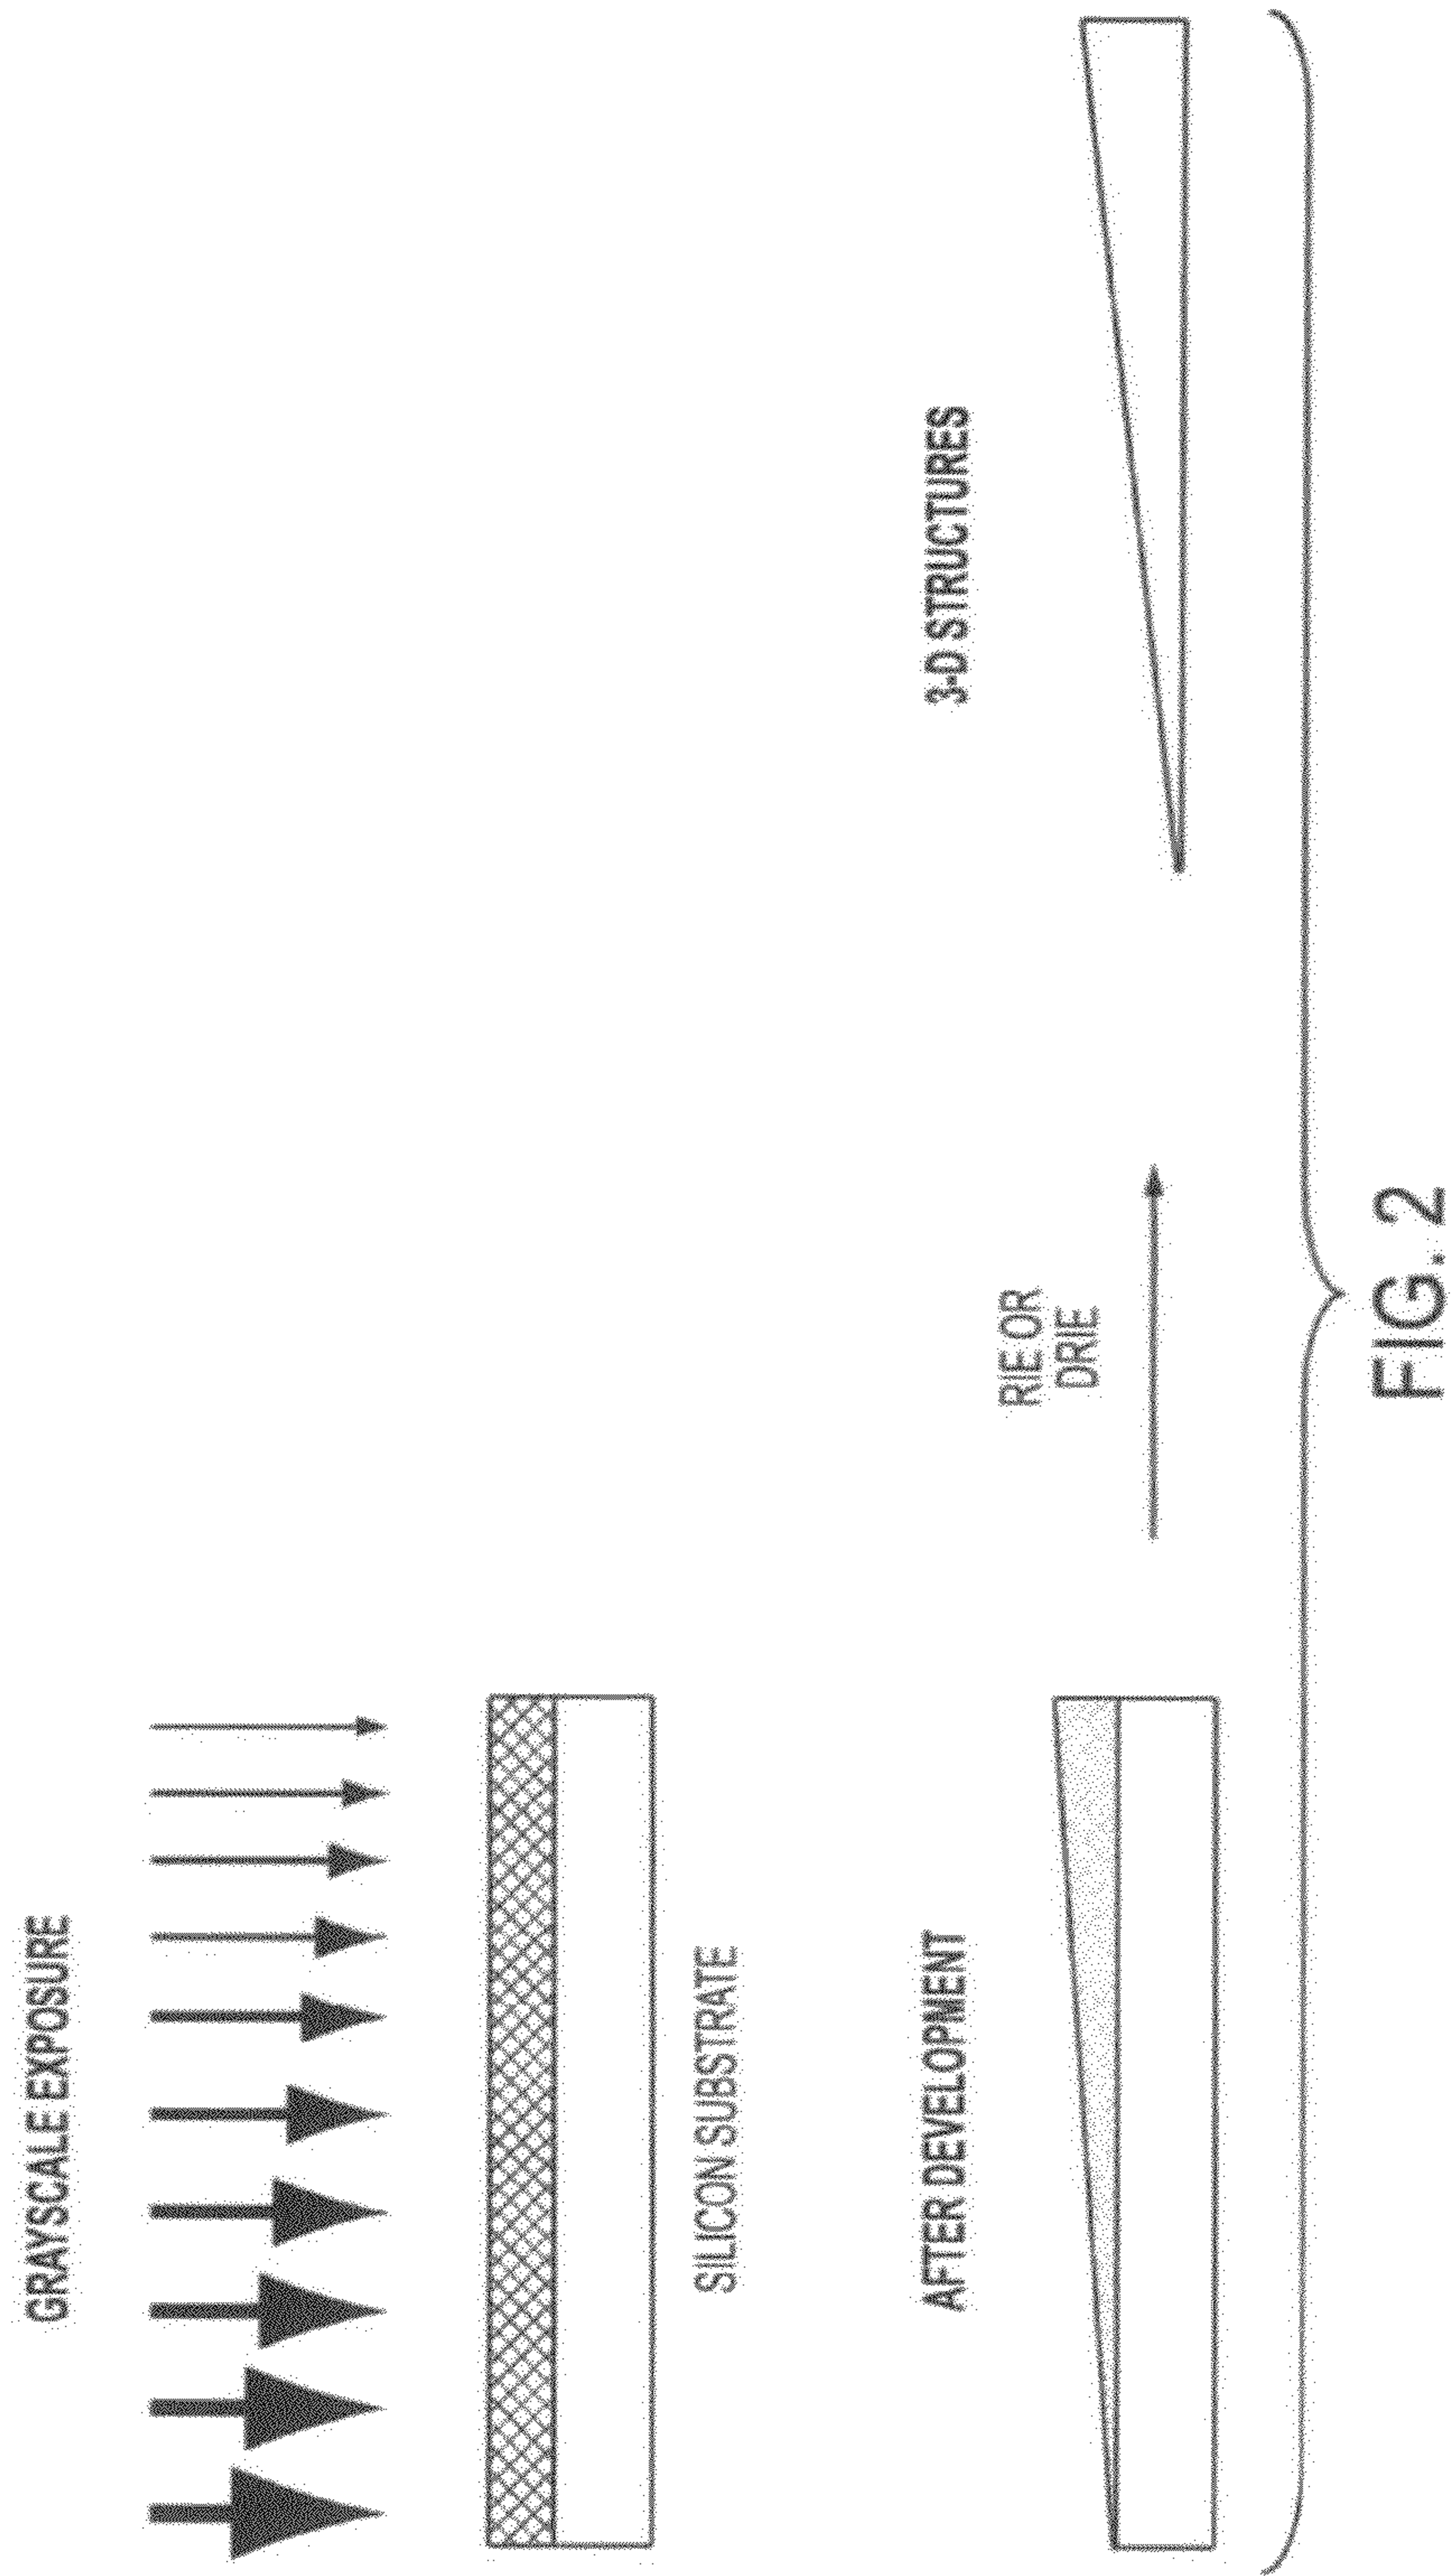 GRAYSCALE EXPOSURE
SILICON SUBSTRATE
AFTER DEVELOPMENT
RIE OR
DRIE
3-D STRUCTURES
FIG. 2